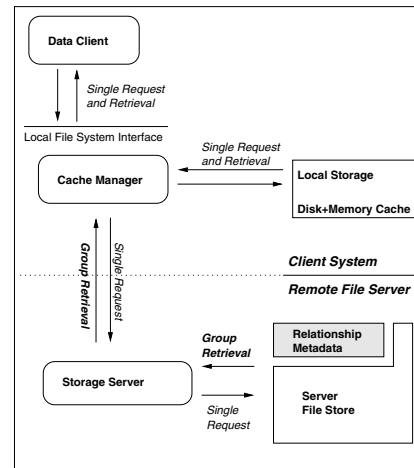 Data Client
Single Request
and Retrieval
Local File System Interface
Single Request
and Retrieval
Cache Manager
Local Storage
Disk+Memory Cache
Group Retrieval
Single Request
Client System
Remote File Server
Relationship
Metadata
Group
Retrieval
Storage Server
Server
File Store
Single
Request